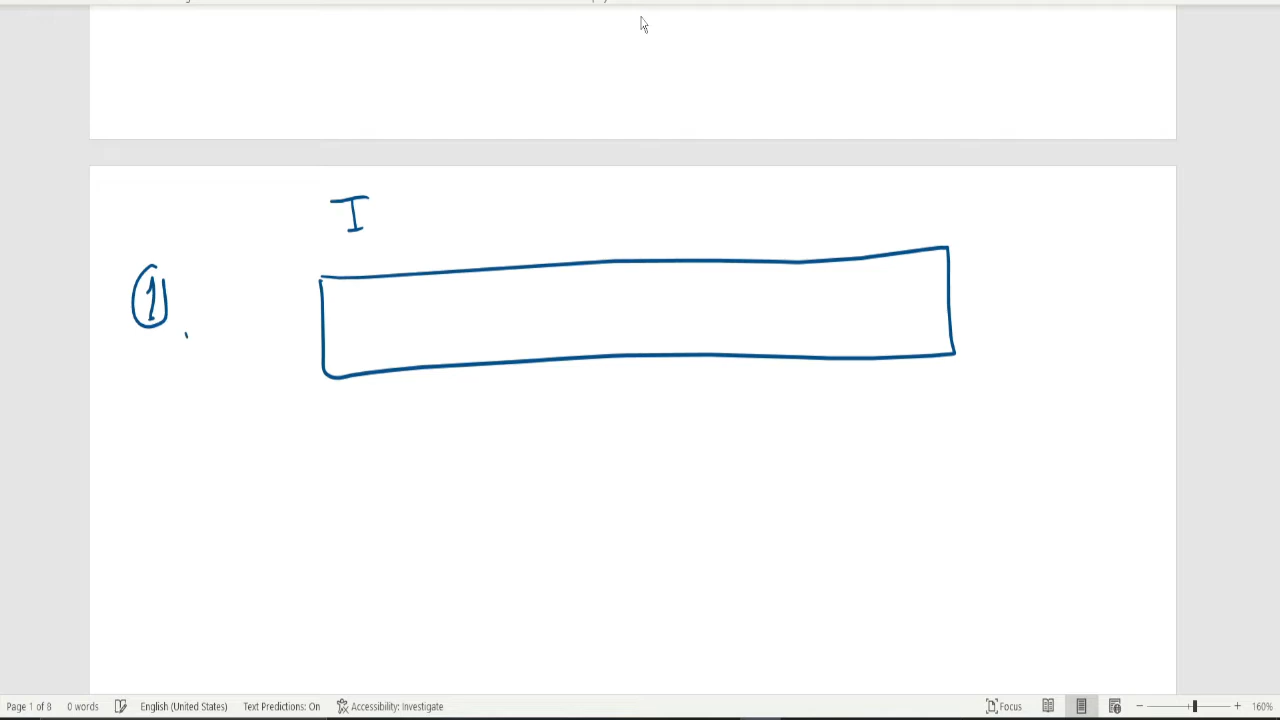 I
1.
Page 1 of 8 0 words English (United States) Text Predictions: On Accessibility: Investigate Focus 160%